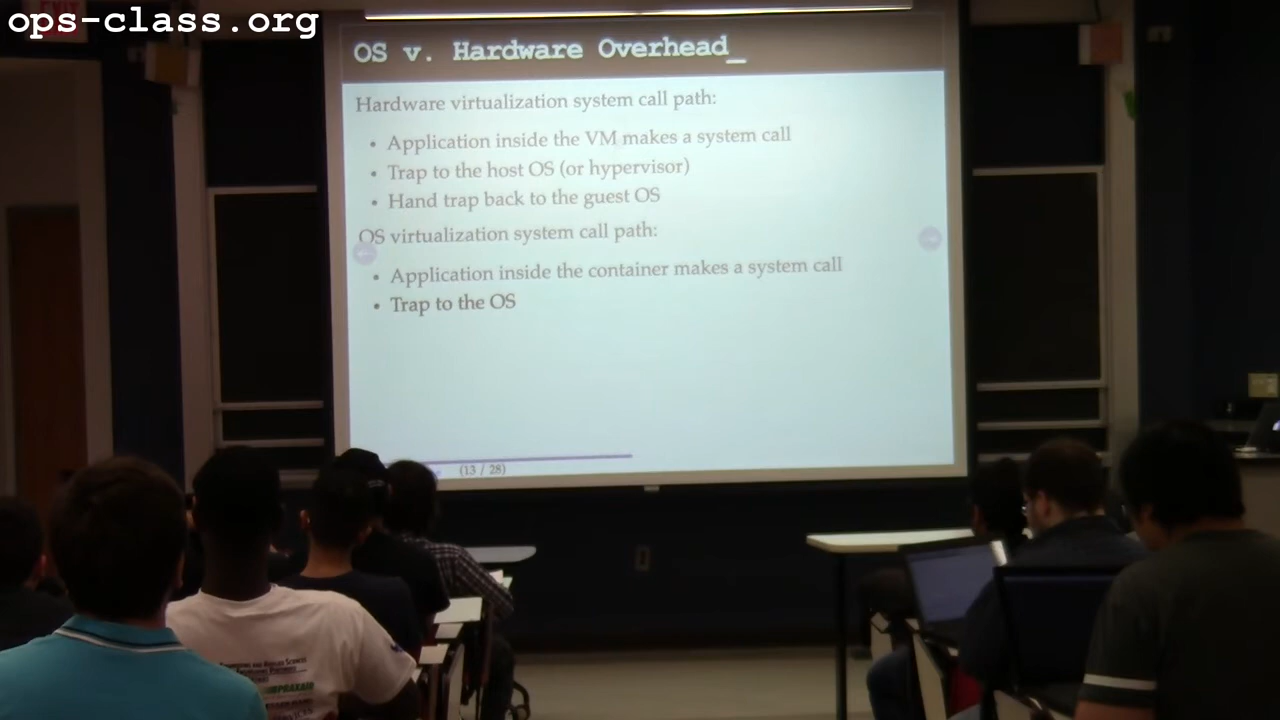 ops-class.org
EXIT
OS v. Hardware Overhead_
Hardware virtualization system call path:
• Application inside the VM makes a system call
• Trap to the host OS (or hypervisor)
• Hand trap back to the guest OS
OS virtualization system call path:
• Application inside the container makes a system call
• Trap to the OS
(13 / 28)